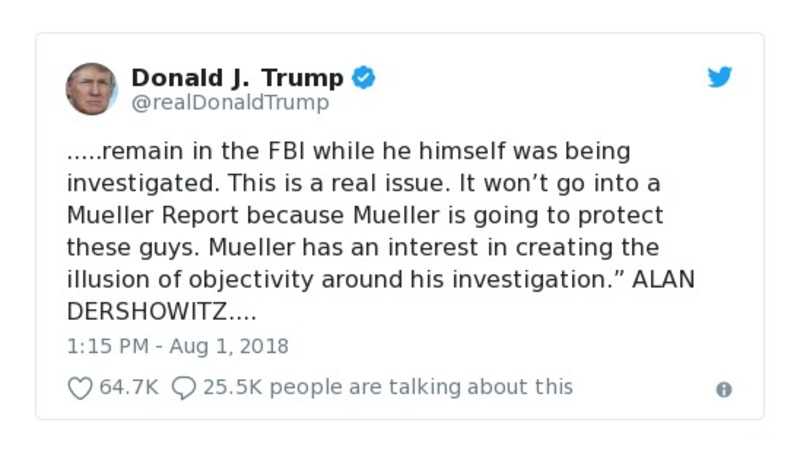 Donald J. Trump
@realDonaldTrump
.....remain in the FBI while he himself was being
investigated. This is a real issue. It won’t go into a
Mueller Report because Mueller is going to protect
these guys. Mueller has an interest in creating the
illusion of objectivity around his investigation.” ALAN
DERSHOWITZ....
1:15 PM - Aug 1, 2018
64.7K 25.5K people are talking about this